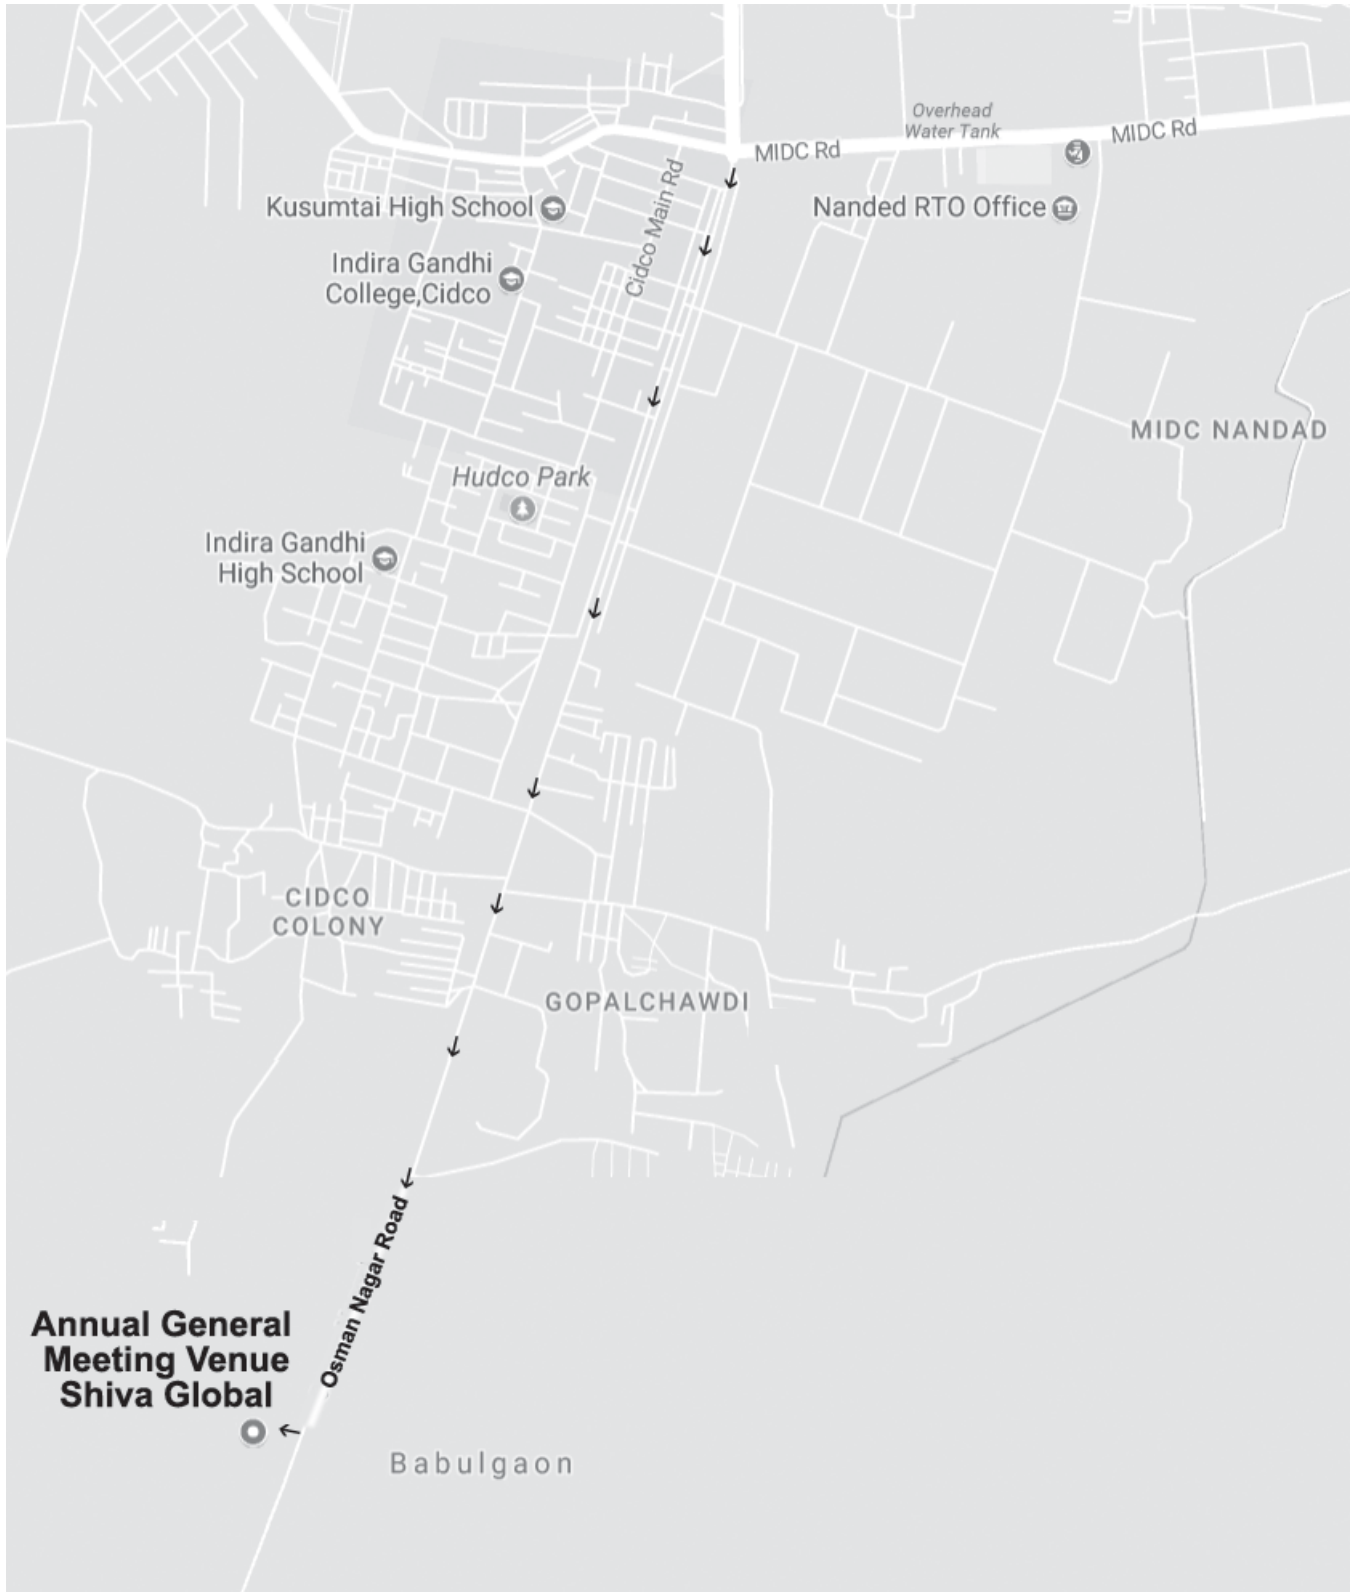 Overhead
Water Tank
MIDC Rd
MIDC Rd
Cidco Main Rd
Kusumtai High School
Nanded RTO Office
Indira Gandhi
College,Cidco
MIDC NANDAD
Hudco Park
Indira Gandhi
High School
CIDCO
COLONY
GOPALCHAWDI
Osman Nagar Road
Annual General
Meeting Venue
Shiva Global
Babulgaon